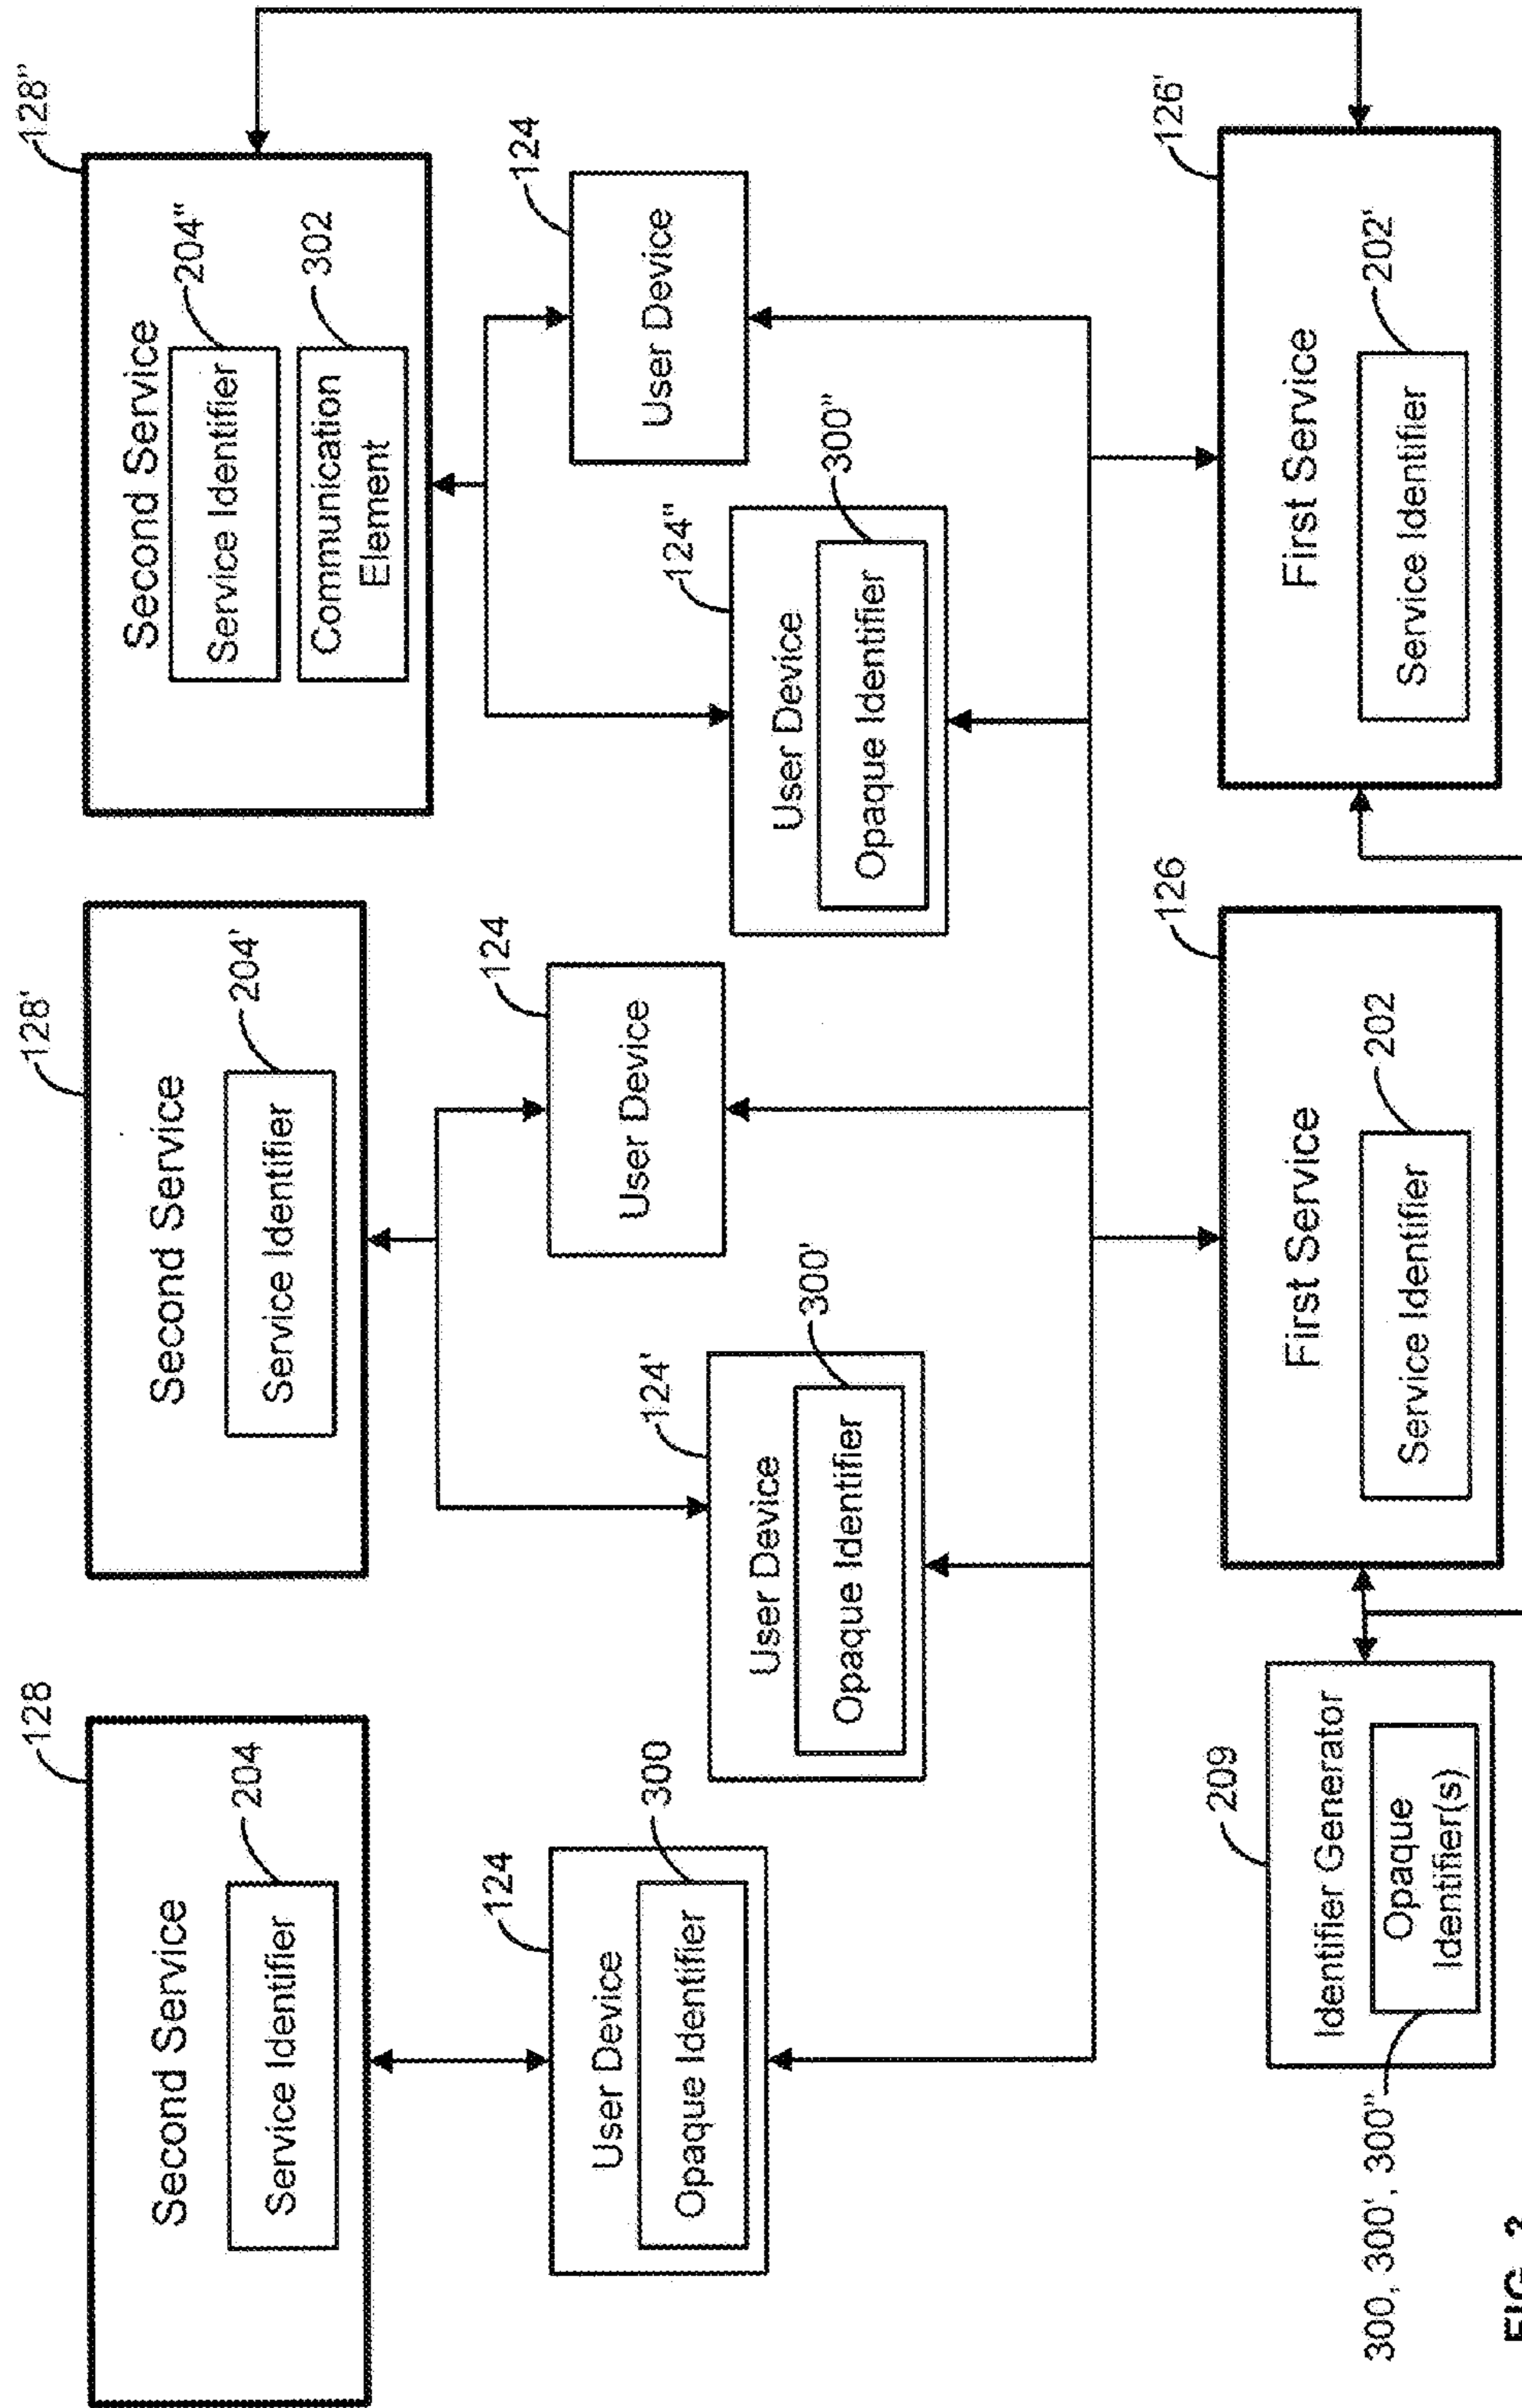 128
Second Service
204
Service Identifier
128'
Second Service
204'
Service Identifier
128"
Second Service
204"
Service Identifier
302
Communication
Element
124
User Device
300
Opaque Identifier
124'
User Device
300'
Opaque Identifier
124
User Device
124"
User Device
300"
Opaque Identifier
124
User Device
209
Identifier Generator
Opaque
Identifier(s)
300, 300', 300"
126
First Service
202
Service Identifier
126'
First Service
202'
Service Identifier
FIG. 3